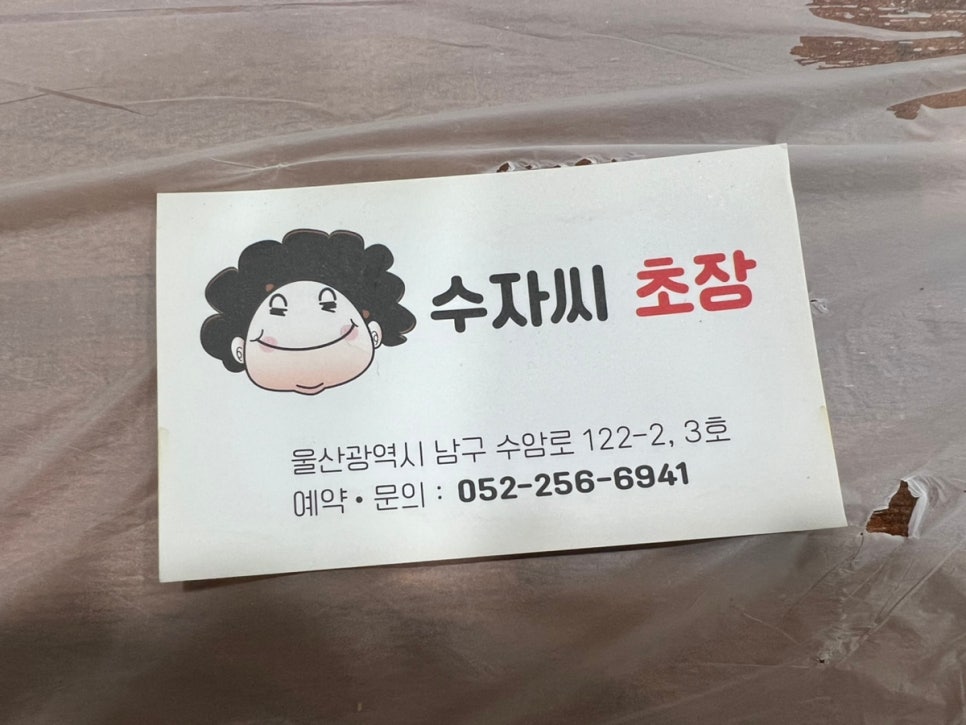 수자씨 초장
울산광역시 남구 수암로 122-2, 3호
예약・문의 : 052-256-6941